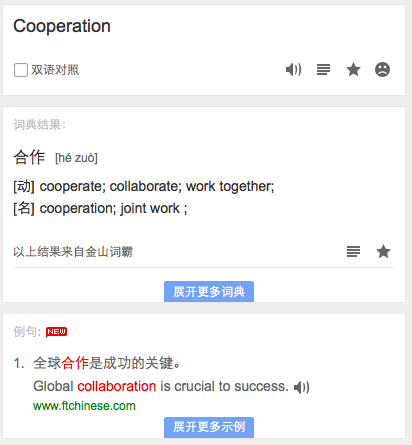 Cooperation
双语对照
词典结果：
合作 [hé zuò]
[动] cooperate; collaborate; work together;
[名] cooperation; joint work ;
以上结果来自金山词霸
展开更多词典
例句: NEW
1. 全球合作是成功的关键。
Global collaboration is crucial to success.
www.ftchinese.com
展开更多示例